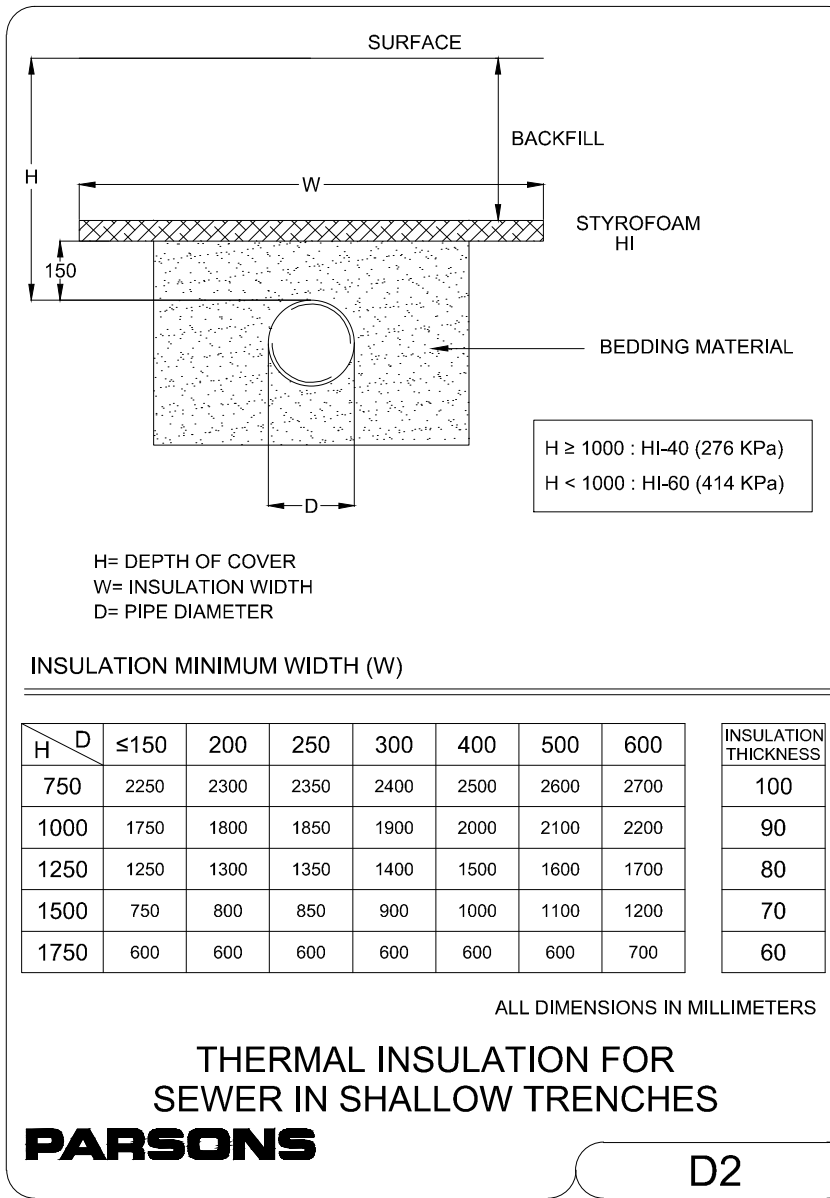 SURFACE
BACKFILL
H
W
STYROFOAM
HI
150
BEDDING MATERIAL
H ≥ 1000 : HI-40 (276 KPa)
H < 1000 : HI-60 (414 KPa)
D
H= DEPTH OF COVER
W= INSULATION WIDTH
D= PIPE DIAMETER
INSULATION MINIMUM WIDTH (W)
H D ≤150 200 250 300 400 500 600 INSULATION THICKNESS
750 2250 2300 2350 2400 2500 2600 2700 100
1000 1750 1800 1850 1900 2000 2100 2200 90
1250 1250 1300 1350 1400 1500 1600 1700 80
1500 750 800 850 900 1000 1100 1200 70
1750 600 600 600 600 600 600 700 60
ALL DIMENSIONS IN MILLIMETERS
THERMAL INSULATION FOR
SEWER IN SHALLOW TRENCHES
PARSONS
D2